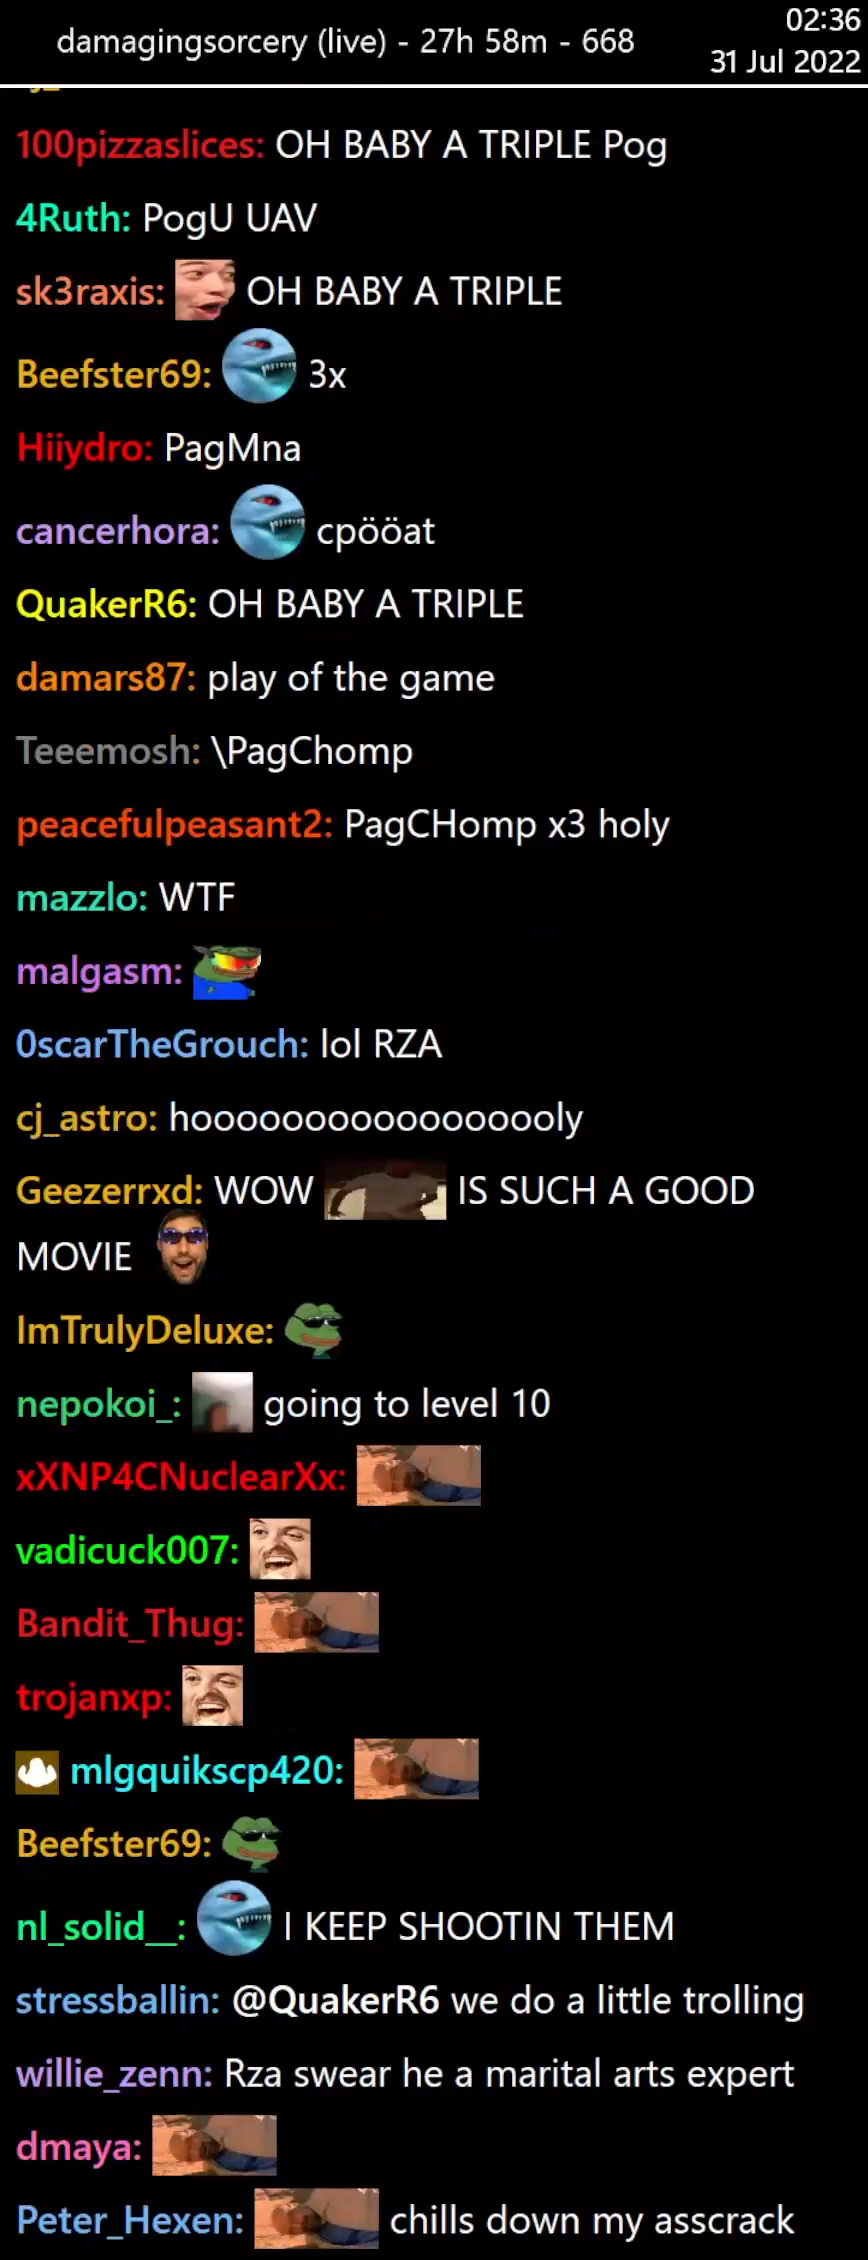 damagingsorcery (live) - 27h 58m - 668
02:36
31 Jul 2022
100pizzaslices: OH BABY A TRIPLE Pog
4Ruth: PogU UAV
sk3raxis: OH BABY A TRIPLE
Beefster69: 3x
Hiiydro: PagMna
cancerhora: cpööat
QuakerR6: OH BABY A TRIPLE
damars87: play of the game
Teeemosh: \PagChomp
peacefulpeasant2: PagCHomp x3 holy
mazzlo: WTF
malgasm:
0scarTheGrouch: lol RZA
cj_astro: hooooooooooooooooly
Geezerrxd: WOW IS SUCH A GOOD
MOVIE
ImTrulyDeluxe:
nepokoi_: going to level 10
xXNP4CNuclearXx:
vadicuck007:
Bandit_Thug:
trojanxp:
mlgquikscp420:
Beefster69:
nl_solid__: I KEEP SHOOTIN THEM
stressballin: @QuakerR6 we do a little trolling
willie_zenn: Rza swear he a marital arts expert
dmaya:
Peter_Hexen: chills down my asscrack